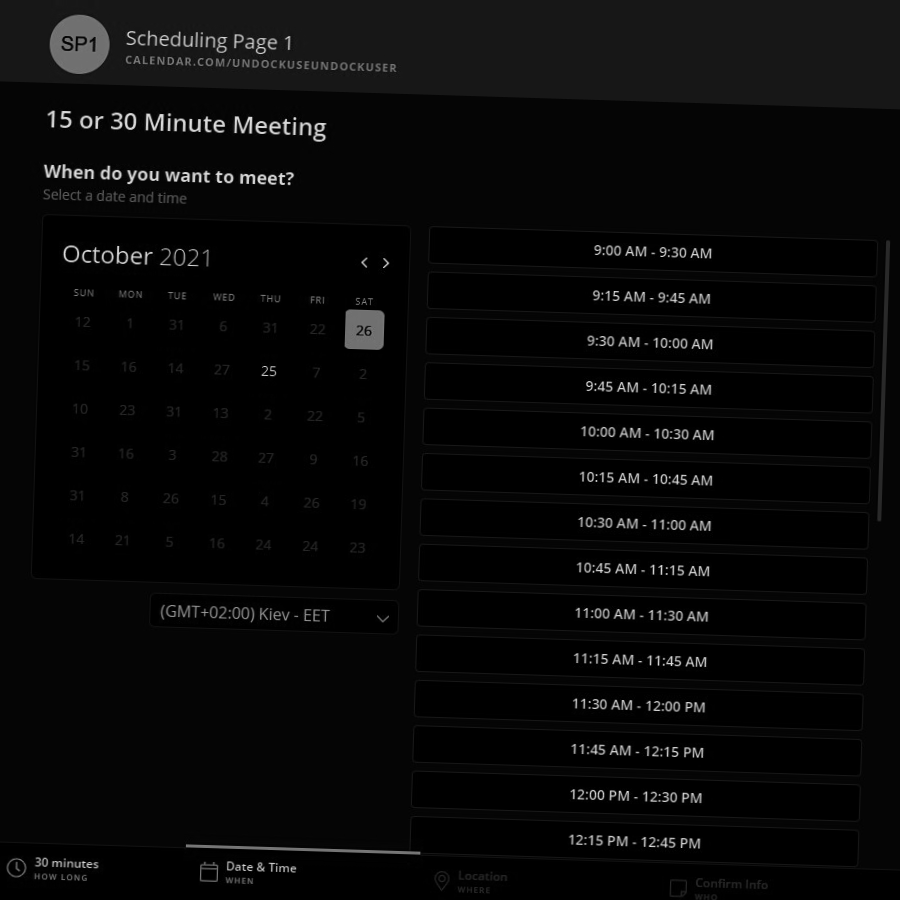 SP1
Scheduling Page 1
CALENDAR.COM/UNDOCKUSEUNDOCKUSER
15 or 30 Minute Meeting
When do you want to meet?
Select a date and time
October 2021
SUN MON TUE WED THU FRI SAT
12 1 31 6 31 22 26
15 16 14 27 25 7 2
10 23 31 13 2 22 5
31 16 3 28 27 9 16
31 8 26 15 4 26 19
14 21 5 16 24 24 23
(GMT+02:00) Kiev - EET
9:00 AM - 9:30 AM
9:15 AM - 9:45 AM
9:30 AM - 10:00 AM
9:45 AM - 10:15 AM
10:00 AM - 10:30 AM
10:15 AM - 10:45 AM
10:30 AM - 11:00 AM
10:45 AM - 11:15 AM
11:00 AM - 11:30 AM
11:15 AM - 11:45 AM
11:30 AM - 12:00 PM
11:45 AM - 12:15 PM
12:00 PM - 12:30 PM
12:15 PM - 12:45 PM
30 minutes
HOW LONG
Date & Time
WHEN
Location
WHERE
Confirm Info
WHO